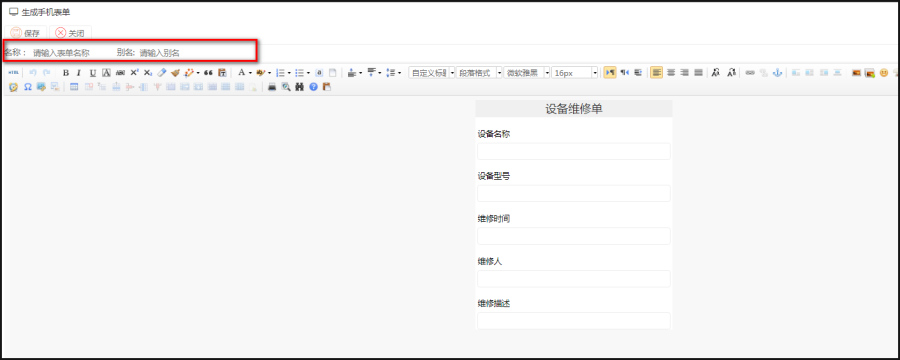 生成手机表单
保存 关闭
名称： 请输入表单名称 别名: 请输入别名
HTML B I U A ABC X² X₂ A
自定义标题 段落格式 微软雅黑 16px
设备维修单
设备名称
设备型号
维修时间
维修人
维修描述